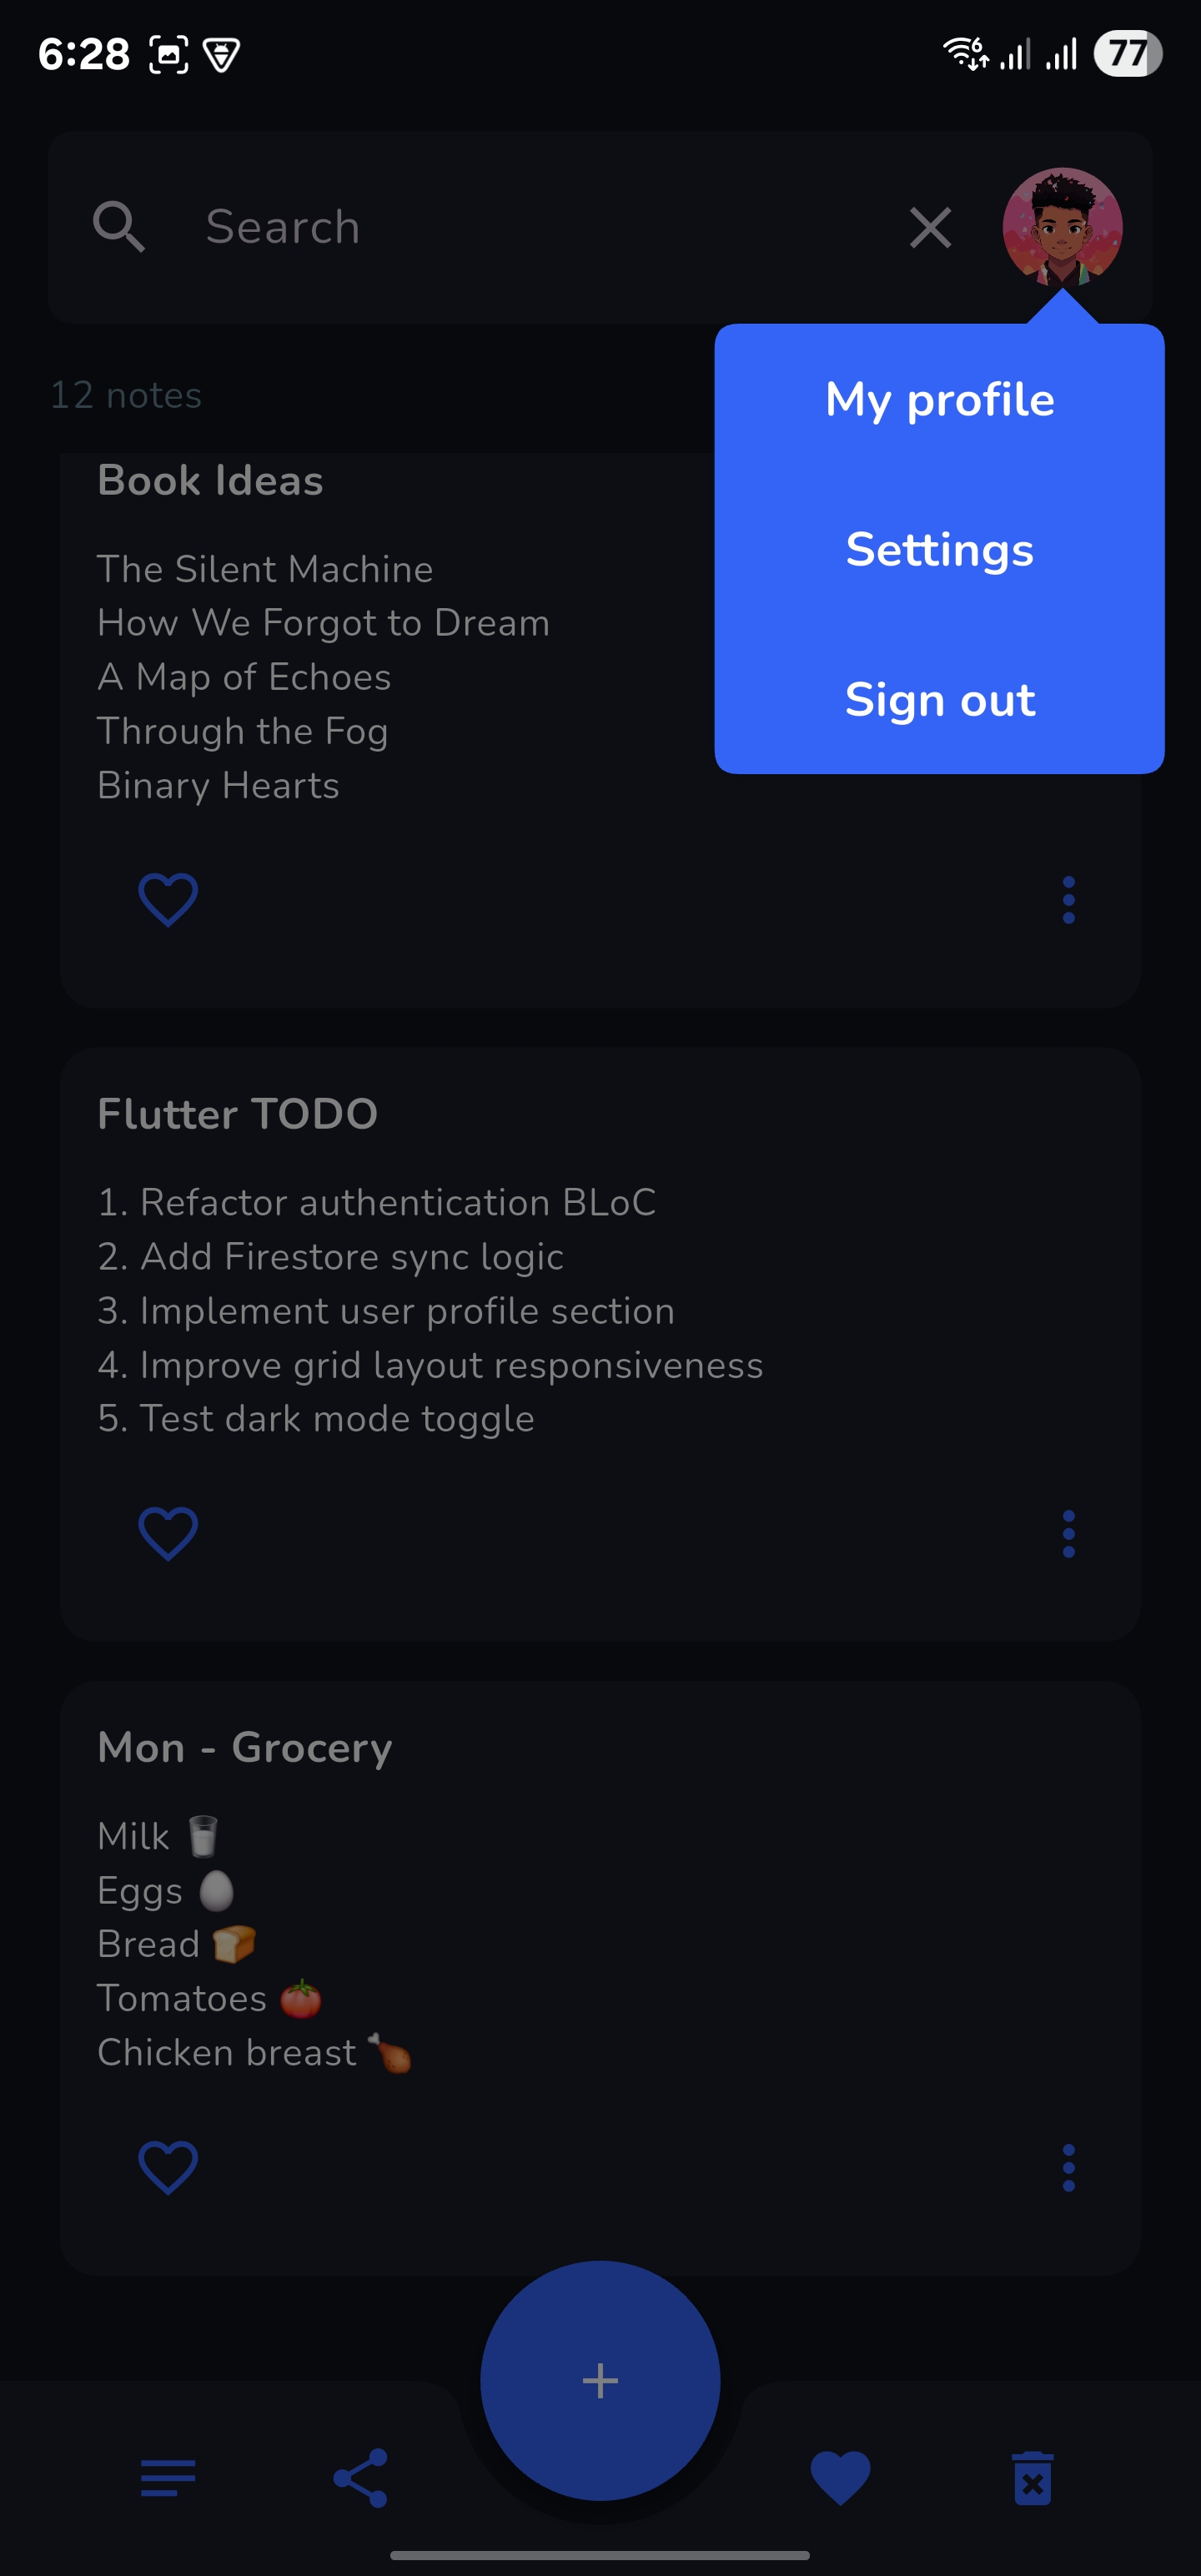 6:28
77
Search
12 notes
My profile
Settings
Sign out
Book Ideas
The Silent Machine
How We Forgot to Dream
A Map of Echoes
Through the Fog
Binary Hearts
Flutter TODO
1. Refactor authentication BLoC
2. Add Firestore sync logic
3. Implement user profile section
4. Improve grid layout responsiveness
5. Test dark mode toggle
Mon - Grocery
Milk 🥛
Eggs 🥚
Bread 🍞
Tomatoes 🍅
Chicken breast 🍗